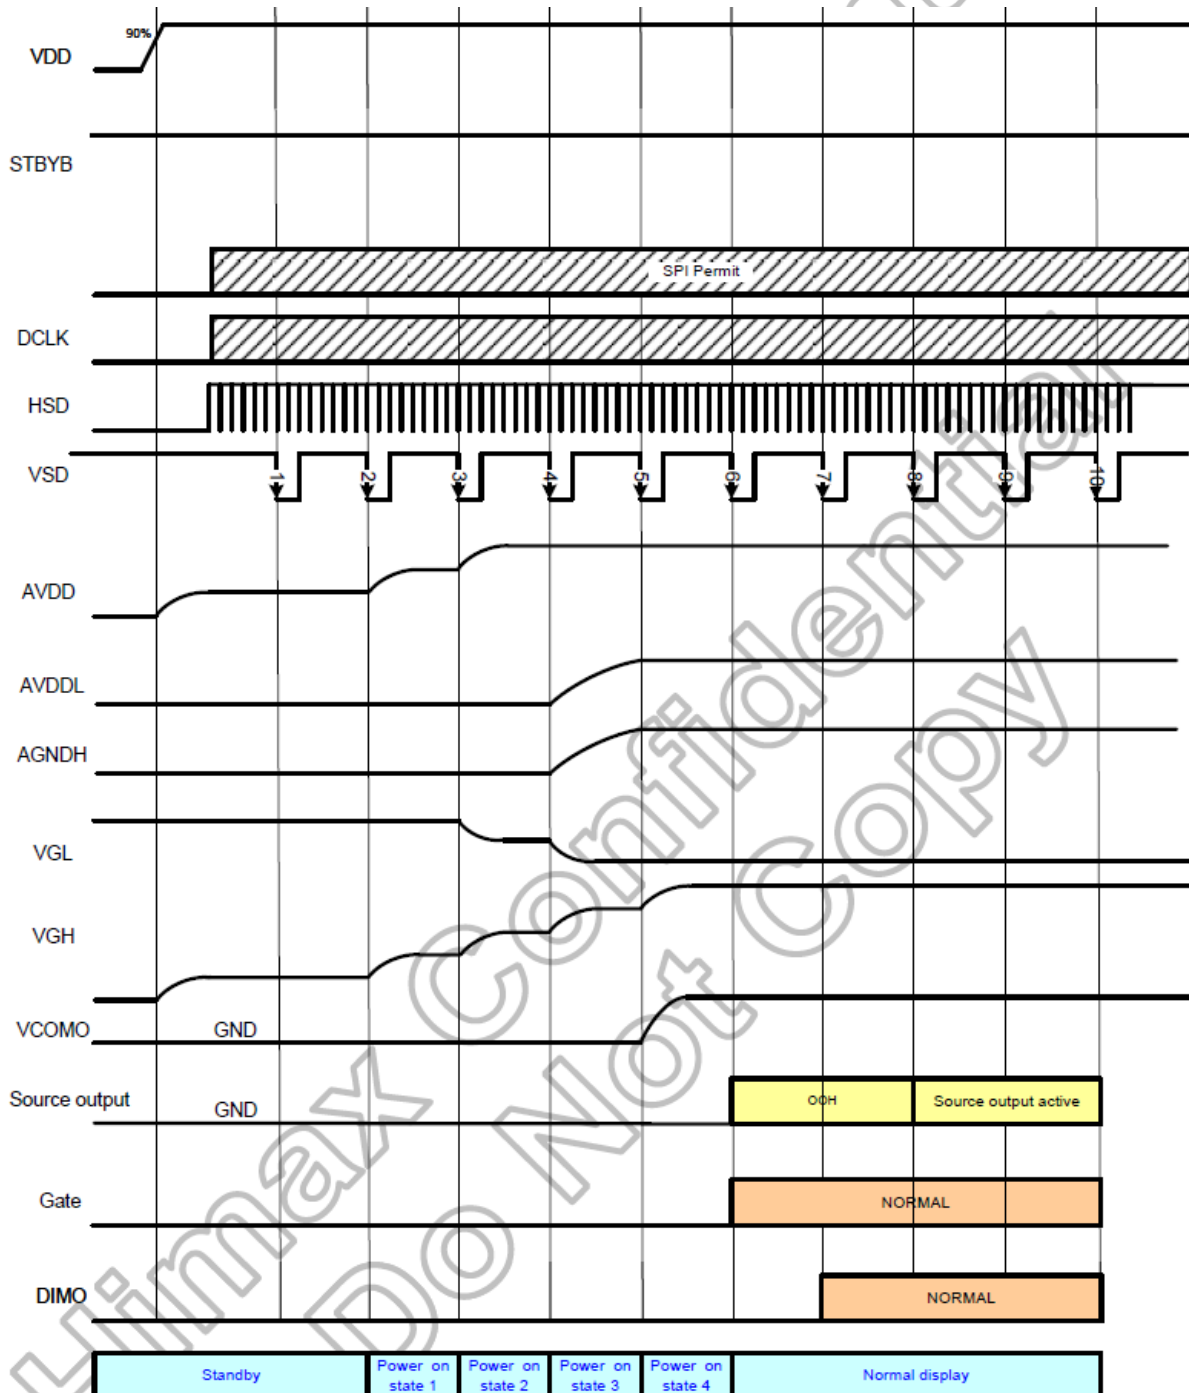 90%
VDD
STBYB
SPI Permit
DCLK
HSD
VSD
1 2 3 4 5 6 7 8 9 10
AVDD
AVDDL
AGNDH
VGL
VGH
VCOMO GND
Source output GND OOH Source output active
Gate NORMAL
DIMO NORMAL
Standby
Power on
state 1
Power on
state 2
Power on
state 3
Power on
state 4
Normal display
Himax Confidential
Do Not Copy